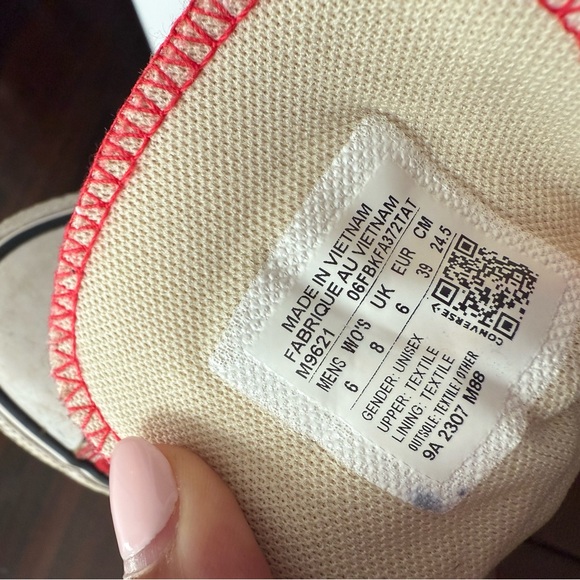 MADE IN VIETNAM
FABRIQUE AU VIETNAM
M9621 06FBKFA372TAT
MENS WO'S UK EUR CM
6 8 6 39 24.5
GENDER: UNISEX
UPPER: TEXTILE
LINING: TEXTILE
OUTSOLE: TEXTILE/OTHER
9A 2307 M88
CONVERSE